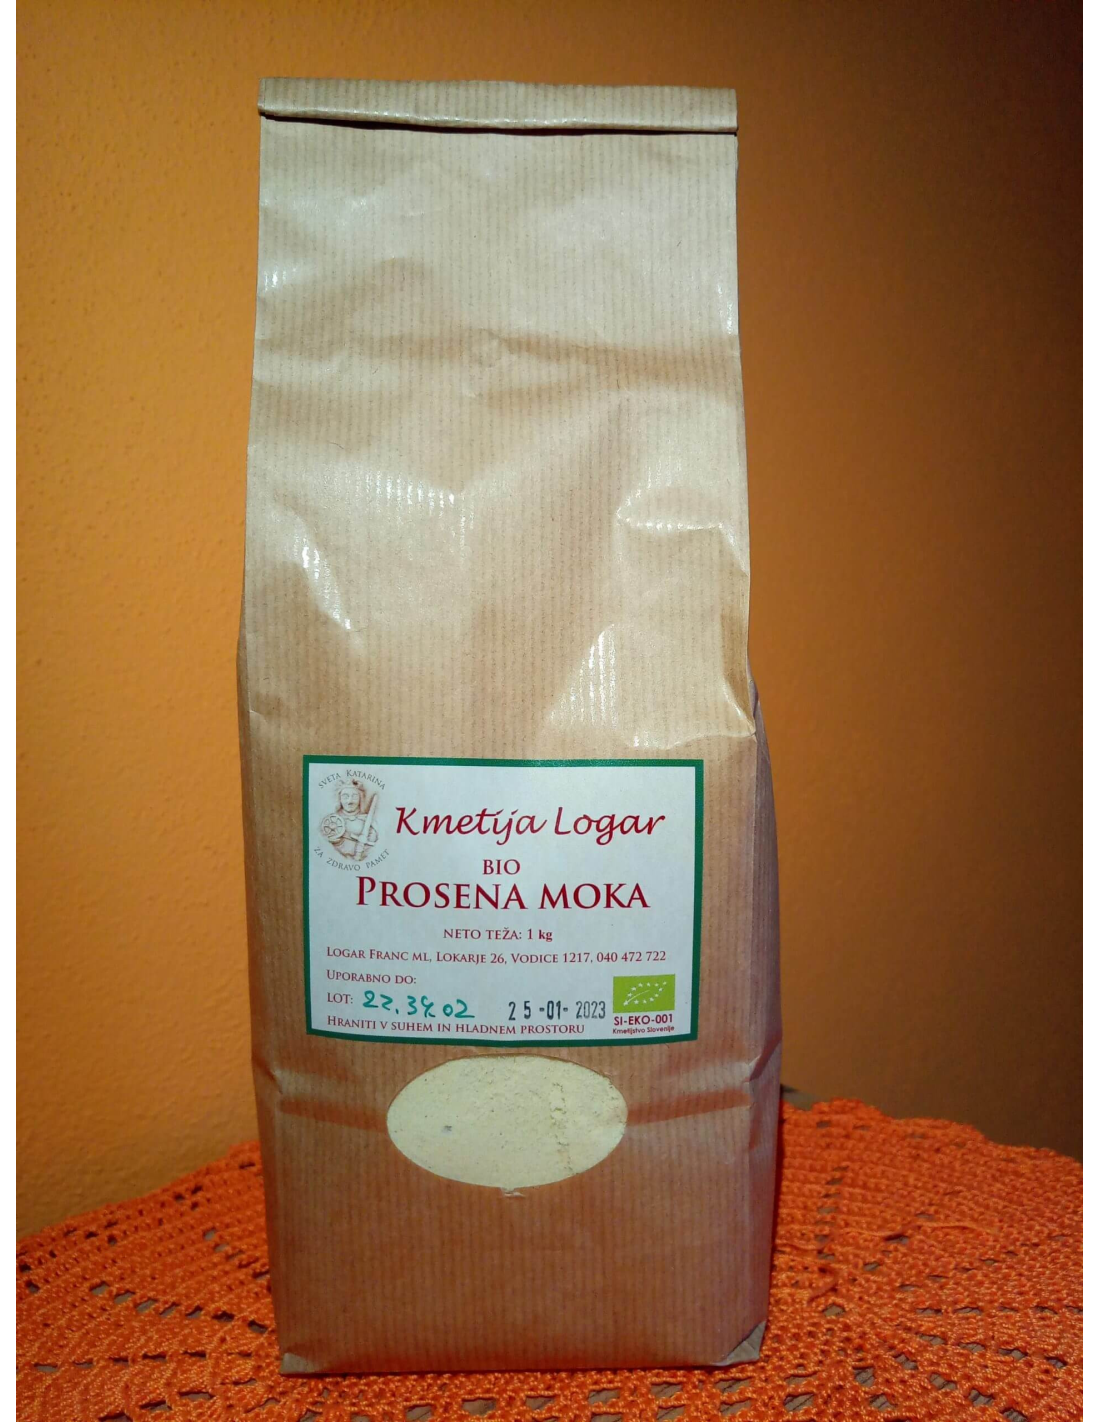 SVETA KATARINA
ZA ZDRAVO PAMET
Kmetija Logar
BIO
PROSENA MOKA
NETO TEŽA: 1 kg
LOGAR FRANC ML, LOKARJE 26, VODICE 1217, 040 472 722
UPORABNO DO:
LOT: 22.34.02 25-01-2023
HRANITI V SUHEM IN HLADNEM PROSTORU
SI-EKO-001
Kmetijstvo Slovenije